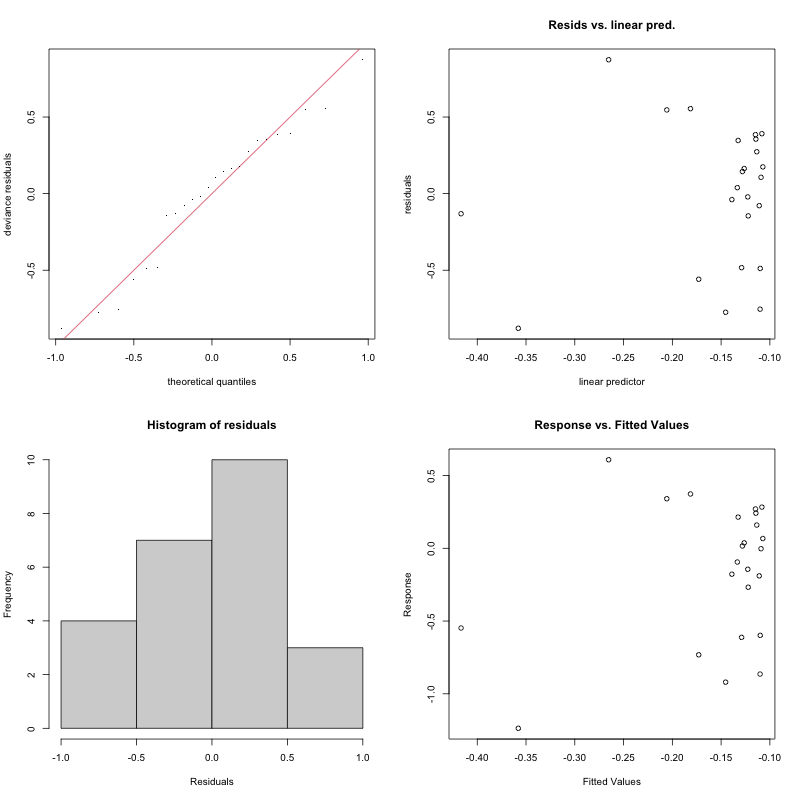 deviance residuals
0.5
0.0
-0.5
-1.0 -0.5 0.0 0.5 1.0
theoretical quantiles
Resids vs. linear pred.
residuals
0.5
0.0
-0.5
-0.40 -0.35 -0.30 -0.25 -0.20 -0.15 -0.10
linear predictor
Histogram of residuals
Frequency
10
8
6
4
2
0
-1.0 -0.5 0.0 0.5 1.0
Residuals
Response vs. Fitted Values
Response
0.5
0.0
-0.5
-1.0
-0.40 -0.35 -0.30 -0.25 -0.20 -0.15 -0.10
Fitted Values